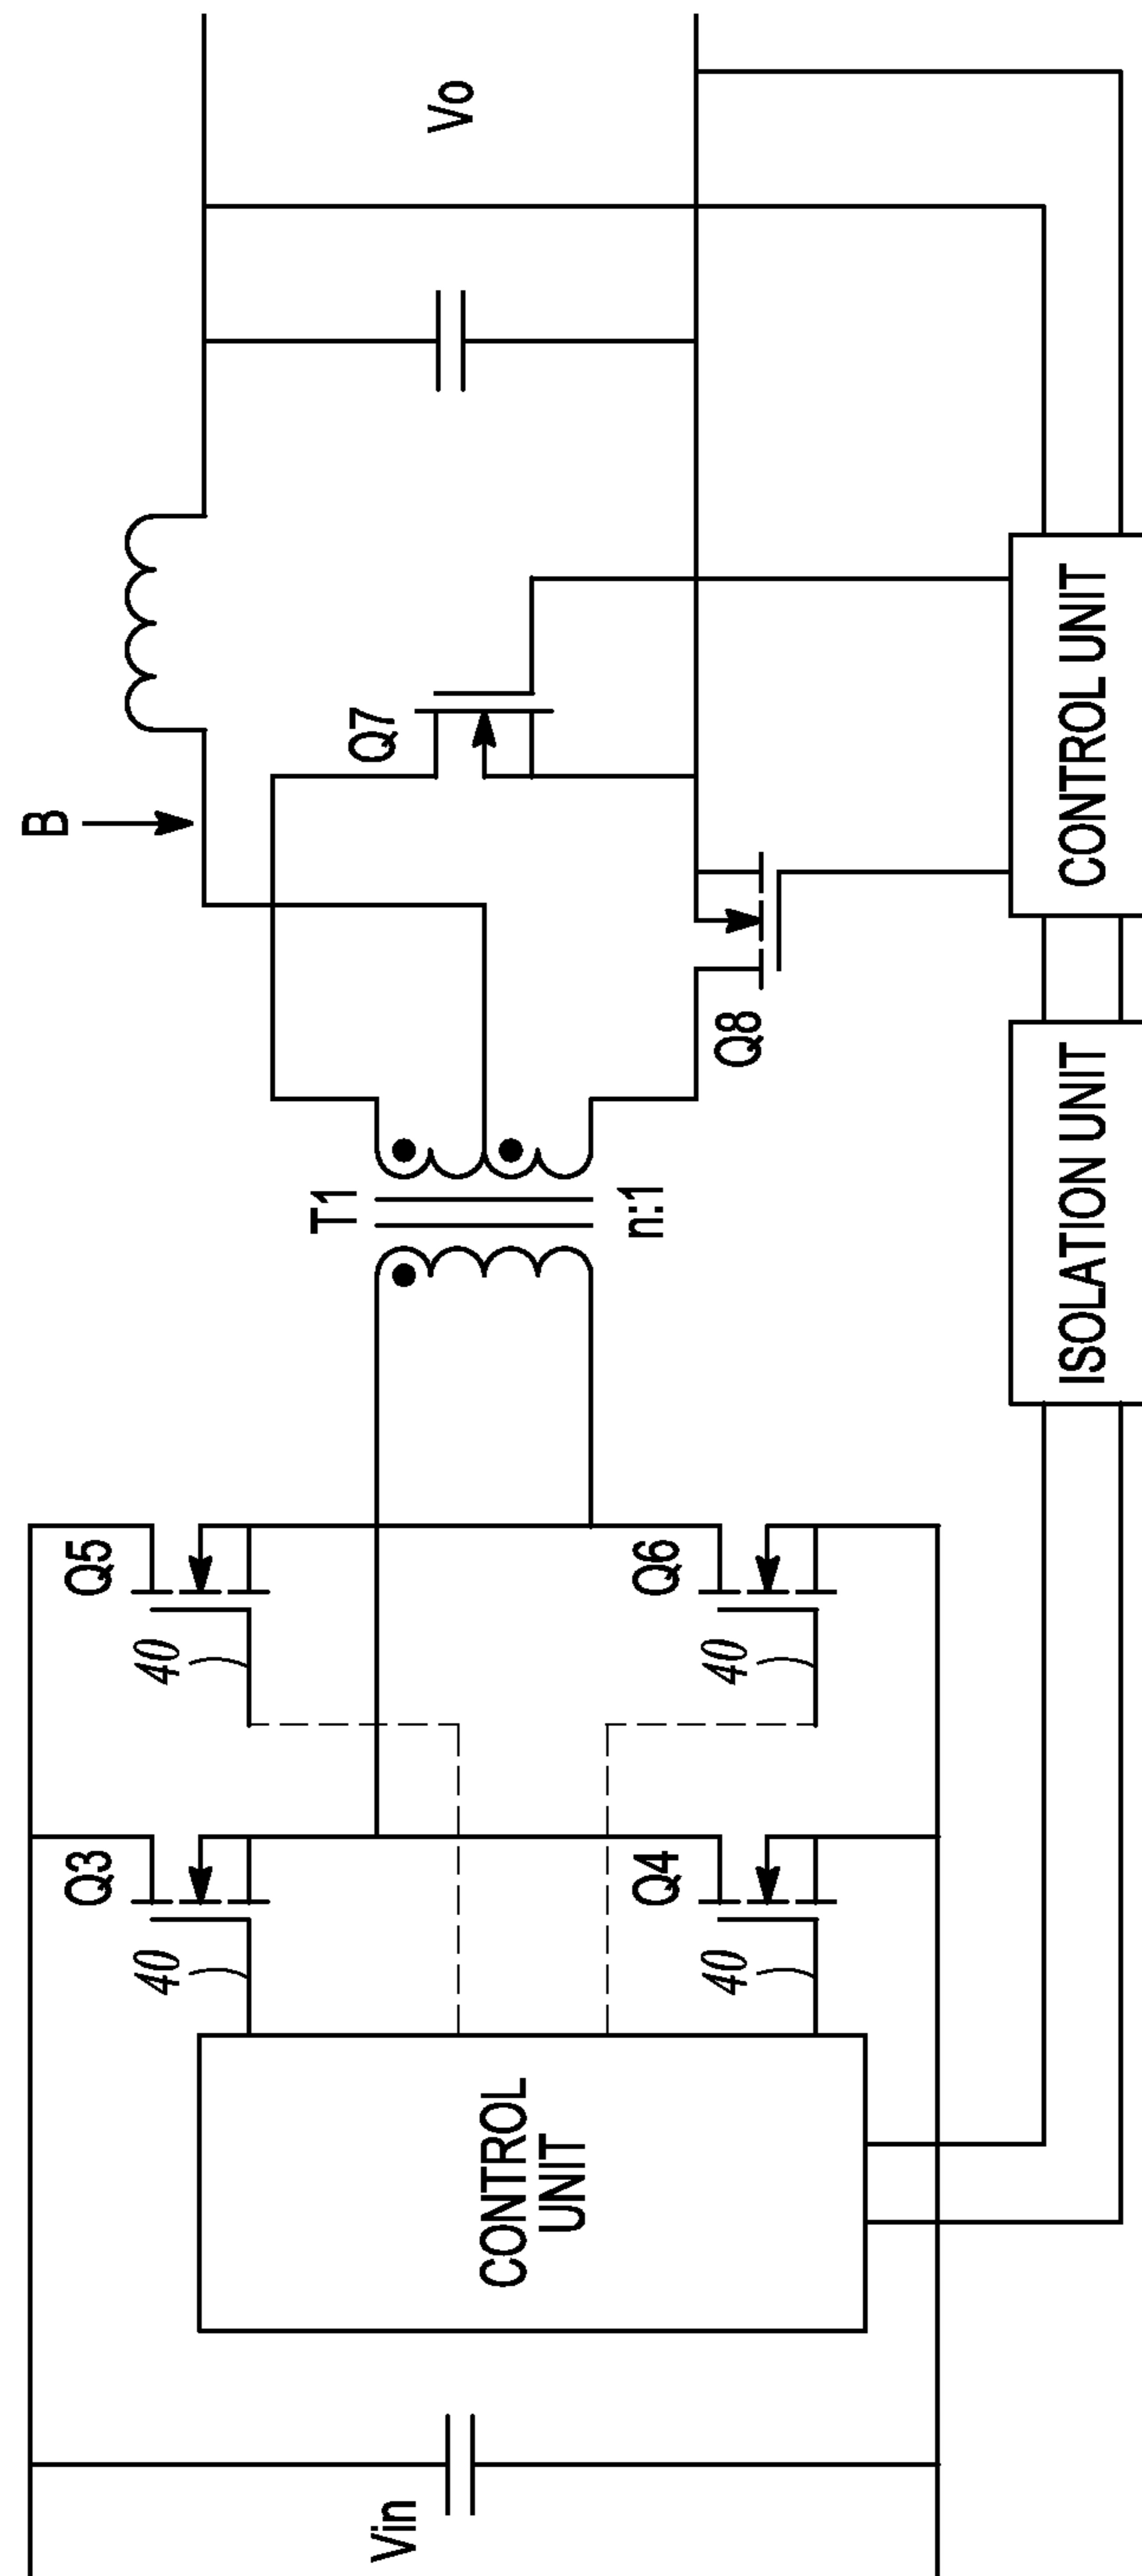 Vin
CONTROL
UNIT
Q3
40
Q4
40
Q5
40
Q6
40
T1
n:1
Q8
B
Q7
Vo
ISOLATION UNIT
CONTROL UNIT